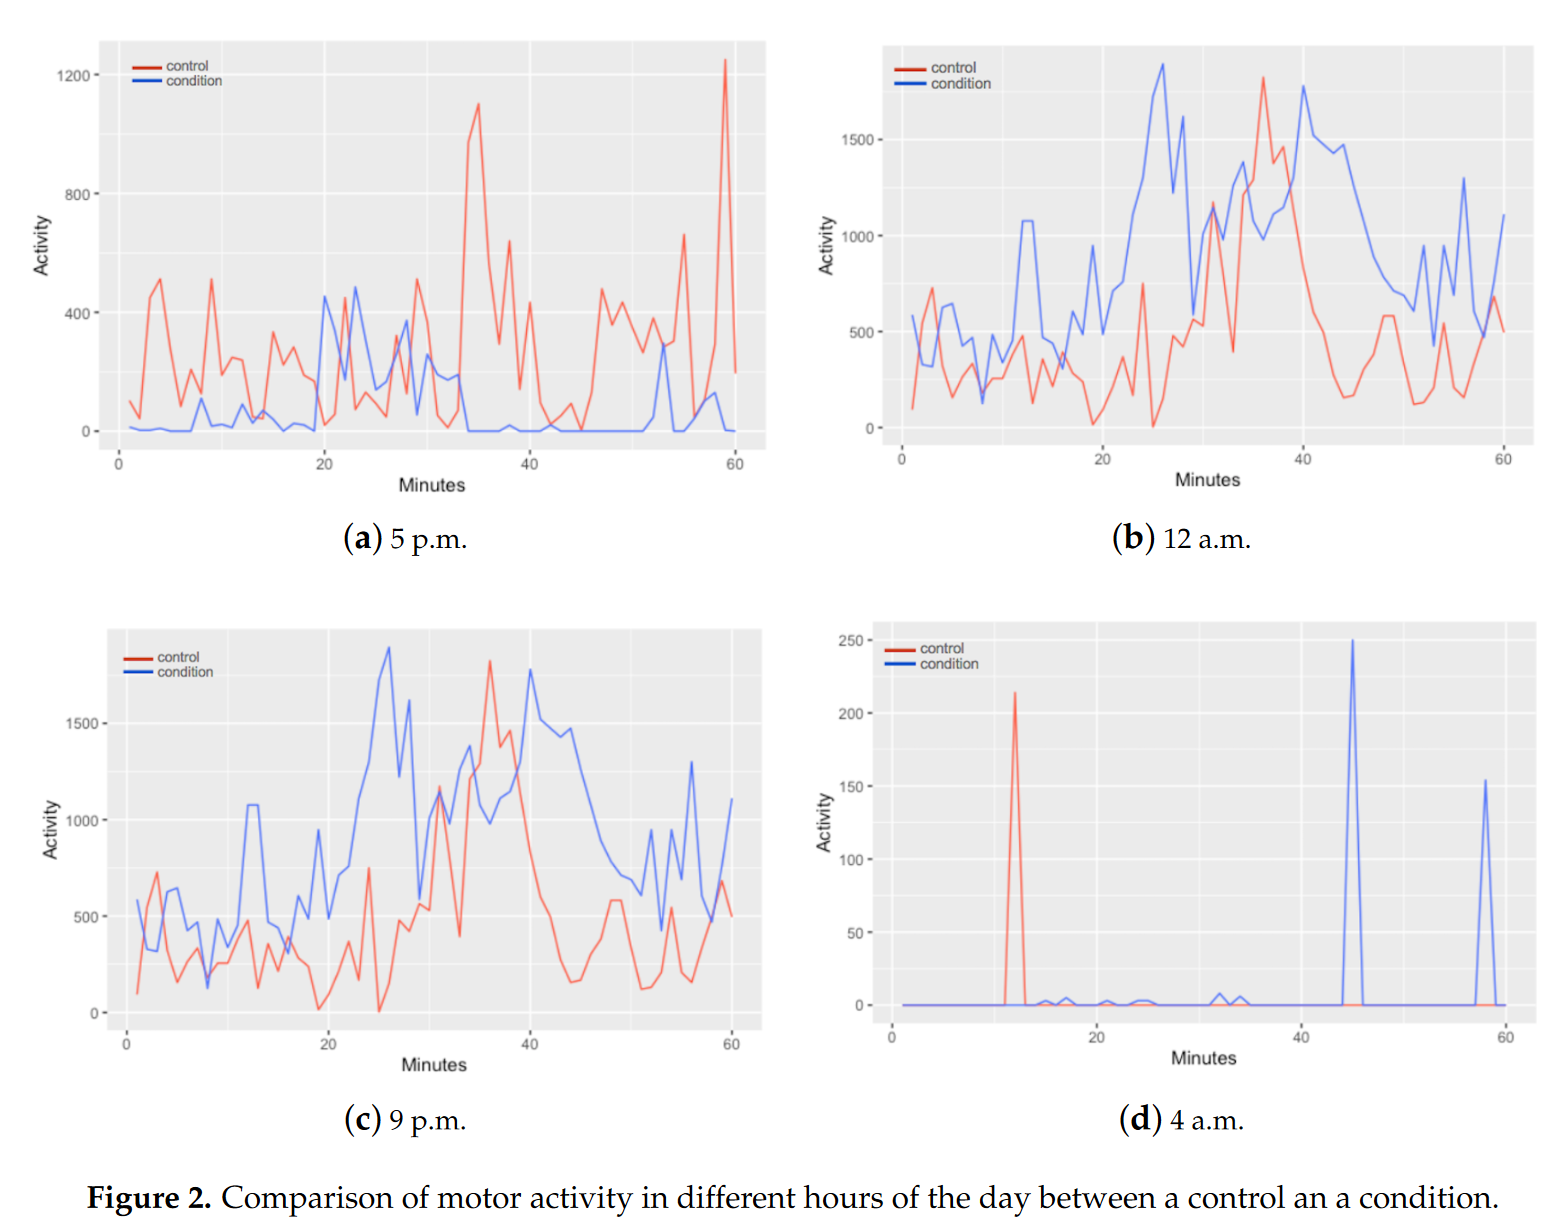 control
condition
1200
800
400
0
Activity
0 20 40 60
Minutes
(a) 5 p.m.
control
condition
1500
1000
500
0
Activity
0 20 40 60
Minutes
(b) 12 a.m.
control
condition
1500
1000
500
0
Activity
0 20 40 60
Minutes
(c) 9 p.m.
control
condition
250
200
150
100
50
0
Activity
0 20 40 60
Minutes
(d) 4 a.m.
Figure 2. Comparison of motor activity in different hours of the day between a control an a condition.